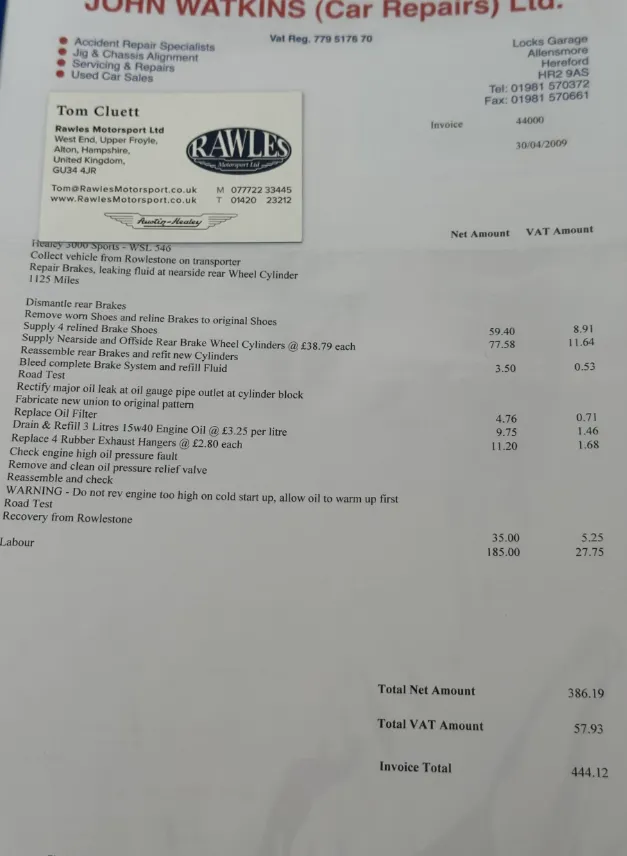 JOHN WATKINS (Car Repairs) Ltd.
Accident Repair Specialists
Jig & Chassis Alignment
Servicing & Repairs
Used Car Sales
Vat Reg. 779 5176 70
Locks Garage
Allensmore
Hereford
HR2 9AS
Tel: 01981 570372
Fax: 01981 570661
Invoice 44000
30/04/2009
Tom Cluett
Rawles Motorsport Ltd
West End, Upper Froyle,
Alton, Hampshire,
United Kingdom,
GU34 4JR
RAWLES
Motorsport Ltd
Tom@RawlesMotorsport.co.uk M 077722 33445
www.RawlesMotorsport.co.uk T 01420 23212
Austin-Healey
Net Amount VAT Amount
Healey 3000 Sports - WSL 546
Collect vehicle from Rowlestone on transporter
Repair Brakes, leaking fluid at nearside rear Wheel Cylinder
1125 Miles
Dismantle rear Brakes
Remove worn Shoes and reline Brakes to original Shoes
Supply 4 relined Brake Shoes 59.40 8.91
Supply Nearside and Offside Rear Brake Wheel Cylinders @ £38.79 each 77.58 11.64
Reassemble rear Brakes and refit new Cylinders
Bleed complete Brake System and refill Fluid 3.50 0.53
Road Test
Rectify major oil leak at oil gauge pipe outlet at cylinder block
Fabricate new union to original pattern
Replace Oil Filter 4.76 0.71
Drain & Refill 3 Litres 15w40 Engine Oil @ £3.25 per litre 9.75 1.46
Replace 4 Rubber Exhaust Hangers @ £2.80 each 11.20 1.68
Check engine high oil pressure fault
Remove and clean oil pressure relief valve
Reassemble and check
WARNING - Do not rev engine too high on cold start up, allow oil to warm up first
Road Test
Recovery from Rowlestone 35.00 5.25
Labour 185.00 27.75
Total Net Amount 386.19
Total VAT Amount 57.93
Invoice Total 444.12